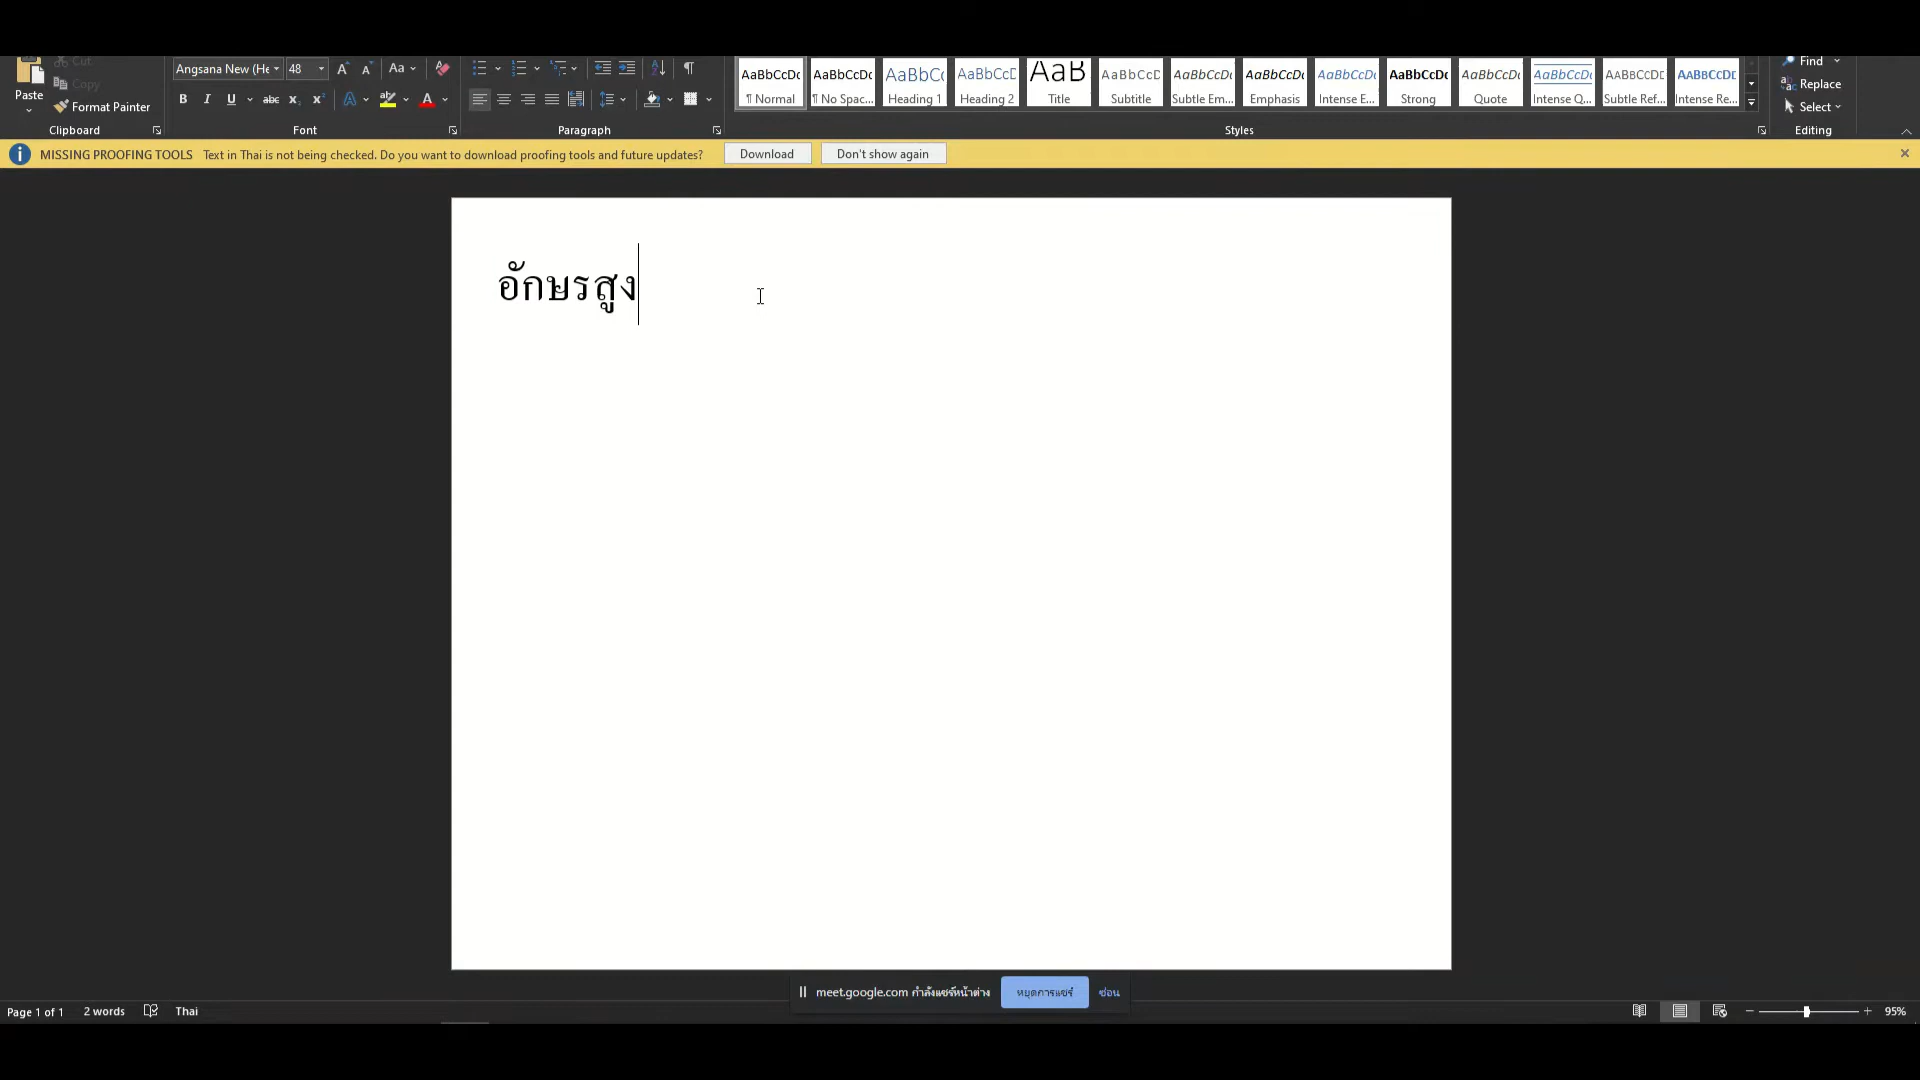 Cut
Copy
Paste
Format Painter
Clipboard
Angsana New (He
48
Aa
Font
Paragraph
AaBbCcDc AaBbCcDc AaBbCc AaBbCcD AaB AaBbCcD AaBbCcDc AaBbCcDc AaBbCcDc AaBbCcDc AaBbCcDc AaBbCcDc AABBCCDD AABBCCDD
¶ Normal ¶ No Spac... Heading 1 Heading 2 Title Subtitle Subtle Em... Emphasis Intense E... Strong Quote Intense Q... Subtle Ref... Intense Re...
Styles
Find
Replace
Select
Editing
MISSING PROOFING TOOLS Text in Thai is not being checked. Do you want to download proofing tools and future updates? Download Don't show again
อักษรสูง
meet.google.com กำลังแชร์หน้าต่าง หยุดการแชร์ ซ่อน
Page 1 of 1 2 words Thai 95%